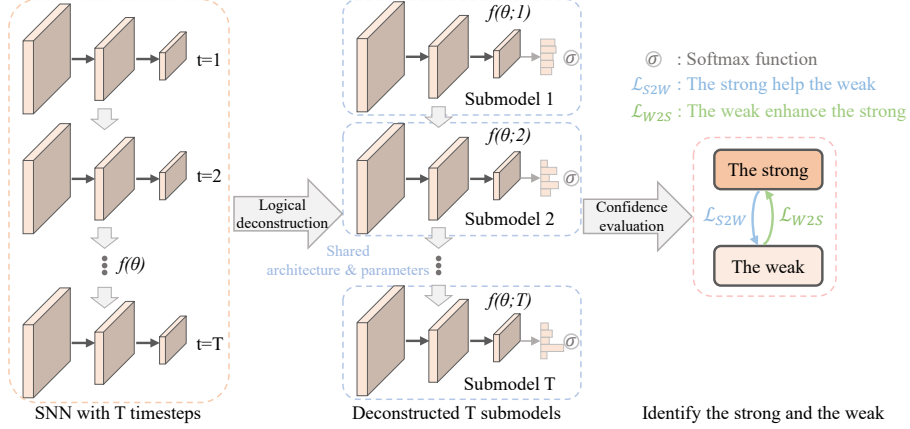 t=1
t=2
f(θ)
t=T
SNN with T timesteps
Logical
deconstruction
f(θ;1)
σ
Submodel 1
f(θ;2)
σ
Submodel 2
Shared
architecture & parameters
f(θ;T)
σ
Submodel T
Deconstructed T submodels
Confidence
evaluation
σ : Softmax function
ℒS2W : The strong help the weak
ℒW2S : The weak enhance the strong
The strong
ℒS2W
ℒW2S
The weak
Identify the strong and the weak